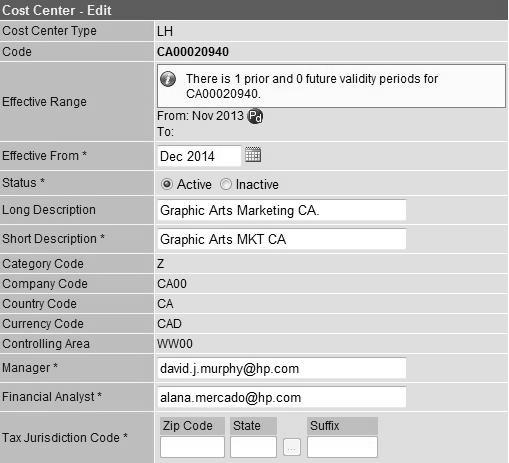 Cost Center - Edit
Cost Center Type LH
Code CA00020940
Effective Range
There is 1 prior and 0 future validity periods for
CA00020940.
From: Nov 2013 Pd
To:
Effective From * Dec 2014
Status * Active Inactive
Long Description Graphic Arts Marketing CA.
Short Description * Graphic Arts MKT CA
Category Code Z
Company Code CA00
Country Code CA
Currency Code CAD
Controlling Area WW00
Manager * david.j.murphy@hp.com
Financial Analyst * alana.mercado@hp.com
Tax Jurisdiction Code * Zip Code State Suffix
...